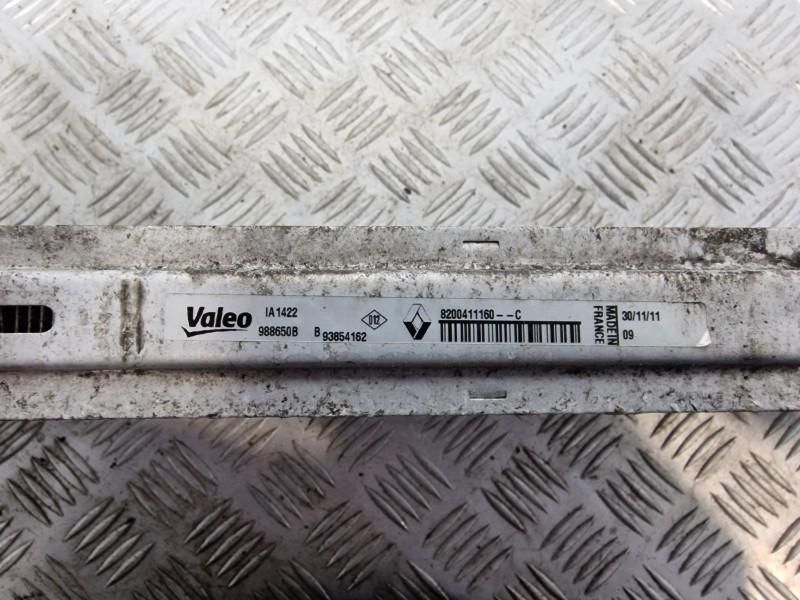 Valeo
IA1422
988650B B 93854162
D12
8200411160--C
MADE IN
FRANCE
30/11/11
09